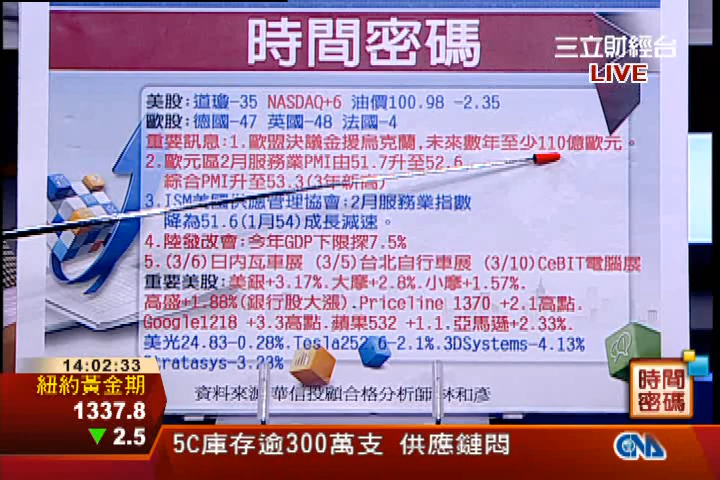 時間密碼
三立財經台
LIVE
美股:道瓊-35 NASDAQ+6 油價100.98 -2.35
歐股:德國-47 英國-48 法國-4
重要訊息:1.歐盟決議金援烏克蘭,未來數年至少110億歐元。
2.歐元區2月服務業PMI由51.7升至52.6
綜合PMI升至53.3(3年新高)
3.ISM美國供應管理協會:2月服務業指數
降為51.6(1月54)成長減速。
4.陸發改會:今年GDP下限探7.5%
5.(3/6)日內瓦車展 (3/5)台北自行車展 (3/10)CeBIT電腦展
重要美股:美銀+3.17%.大摩+2.8%.小摩+1.57%.
高盛+1.88%(銀行股大漲).Priceline 1370 +2.1高點.
Google1218 +3.3高點.蘋果532 +1.1.亞馬遜+2.33%.
美光24.83-0.28%.Tesla252.6-2.1%.3DSystems-4.13%
Stratasys-3.23%
資料來源 華信投顧合格分析師 林和彥
14:02:33
紐約黃金期
1337.8
▼2.5
時間密碼
5C庫存逾300萬支 供應鏈悶
CNA